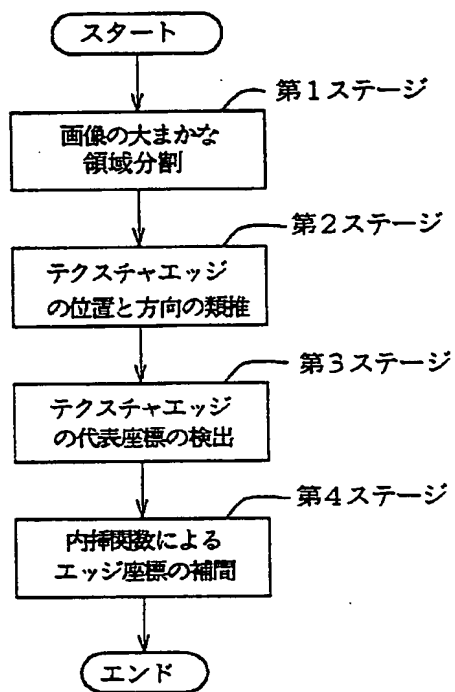 スタート
第1ステージ
画像の大まかな
領域分割
第2ステージ
テクスチャエッジ
の位置と方向の類推
第3ステージ
テクスチャエッジ
の代表座標の検出
第4ステージ
内挿関数による
エッジ座標の補間
エンド